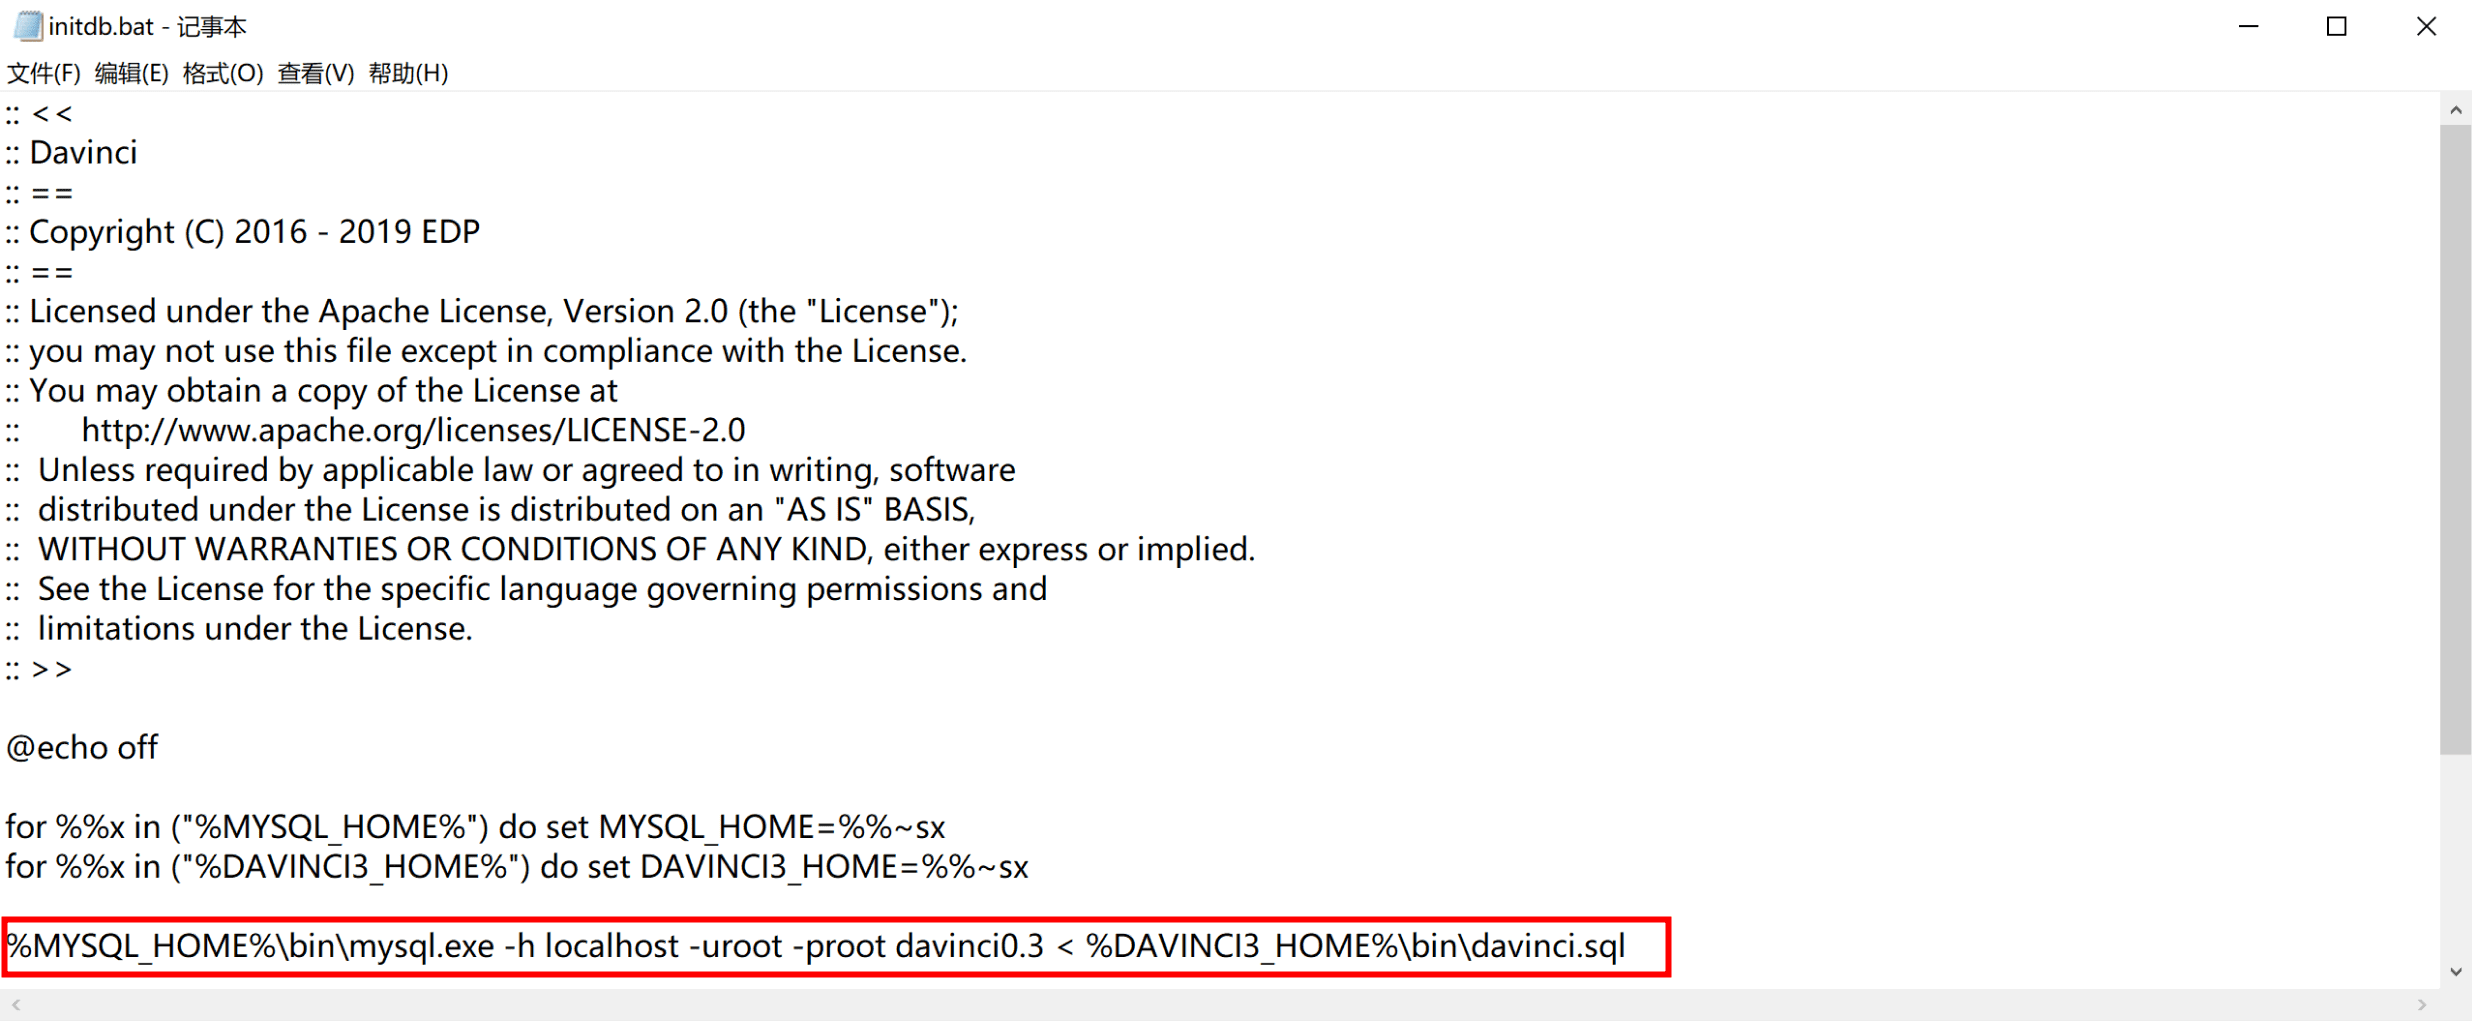 initdb.bat - 记事本
文件(F) 编辑(E) 格式(O) 查看(V) 帮助(H)
:: <<
:: Davinci
:: ==
:: Copyright (C) 2016 - 2019 EDP
:: ==
:: Licensed under the Apache License, Version 2.0 (the "License");
:: you may not use this file except in compliance with the License.
:: You may obtain a copy of the License at
::       http://www.apache.org/licenses/LICENSE-2.0
::  Unless required by applicable law or agreed to in writing, software
::  distributed under the License is distributed on an "AS IS" BASIS,
::  WITHOUT WARRANTIES OR CONDITIONS OF ANY KIND, either express or implied.
::  See the License for the specific language governing permissions and
::  limitations under the License.
:: >>
@echo off
for %%x in ("%MYSQL_HOME%") do set MYSQL_HOME=%%~sx
for %%x in ("%DAVINCI3_HOME%") do set DAVINCI3_HOME=%%~sx
%MYSQL_HOME%\bin\mysql.exe -h localhost -uroot -proot davinci0.3 < %DAVINCI3_HOME%\bin\davinci.sql